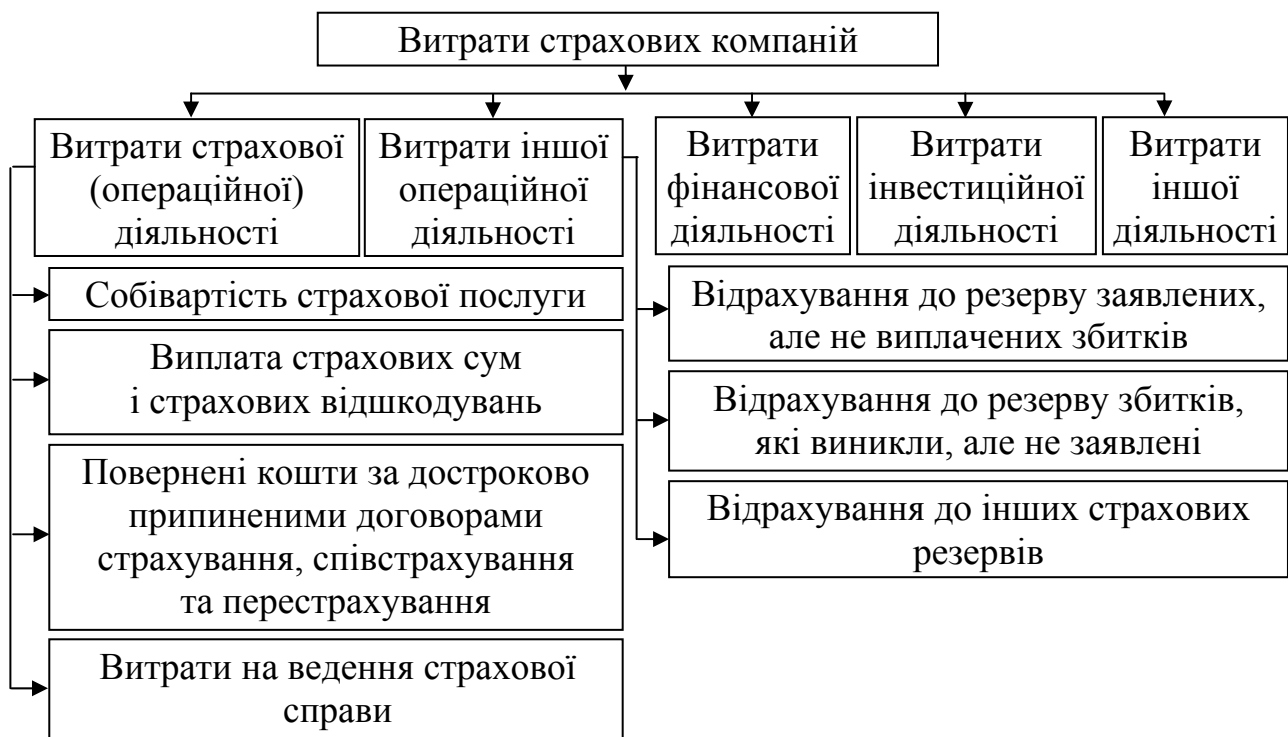 Витрати страхових компаній
Витрати страхової
(операційної)
діяльності
Витрати іншої
операційної
діяльності
Витрати
фінансової
діяльності
Витрати
інвестиційної
діяльності
Витрати
іншої
діяльності
Собівартість страхової послуги
Виплата страхових сум
і страхових відшкодувань
Повернені кошти за достроково
припиненими договорами
страхування, співстрахування
та перестрахування
Витрати на ведення страхової
справи
Відрахування до резерву заявлених,
але не виплачених збитків
Відрахування до резерву збитків,
які виникли, але не заявлені
Відрахування до інших страхових
резервів